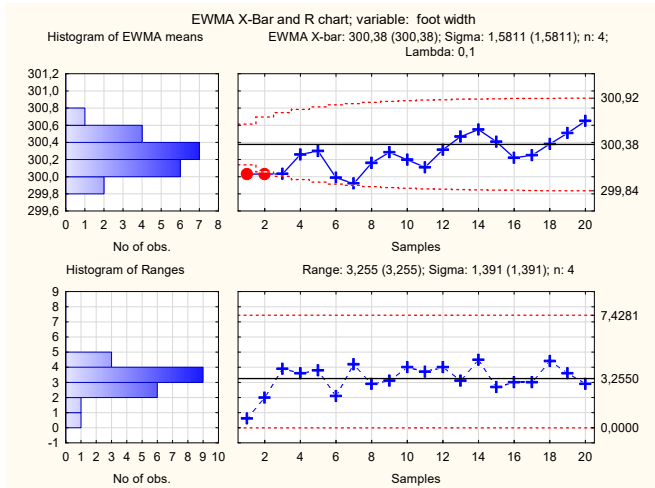 EWMA X-Bar and R chart; variable:  foot width
Histogram of EWMA means
EWMA X-bar: 300,38 (300,38); Sigma: 1,5811 (1,5811); n: 4;
Lambda: 0,1
301,2
301,0
300,8
300,6
300,4
300,2
300,0
299,8
299,6
0 1 2 3 4 5 6 7 8
No of obs.
300,92
300,38
299,84
2 4 6 8 10 12 14 16 18 20
Samples
Histogram of Ranges
Range: 3,255 (3,255); Sigma: 1,391 (1,391); n: 4
9
8
7
6
5
4
3
2
1
0
-1
0 1 2 3 4 5 6 7 8 9 10
No of obs.
7,4281
3,2550
0,0000
2 4 6 8 10 12 14 16 18 20
Samples